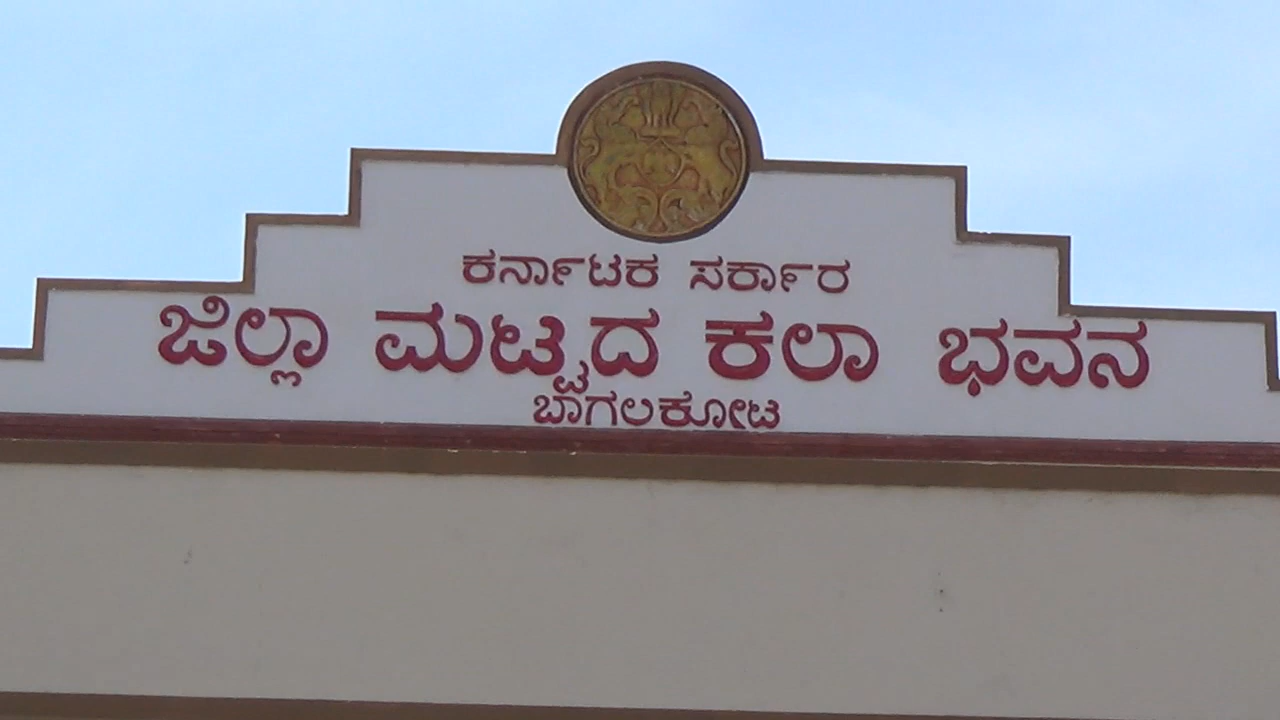 ಕರ್ನಾಟಕ ಸರ್ಕಾರ
ಜಿಲ್ಲಾ ಮಟ್ಟದ ಕಲಾ ಭವನ
ಬಾಗಲಕೋಟ